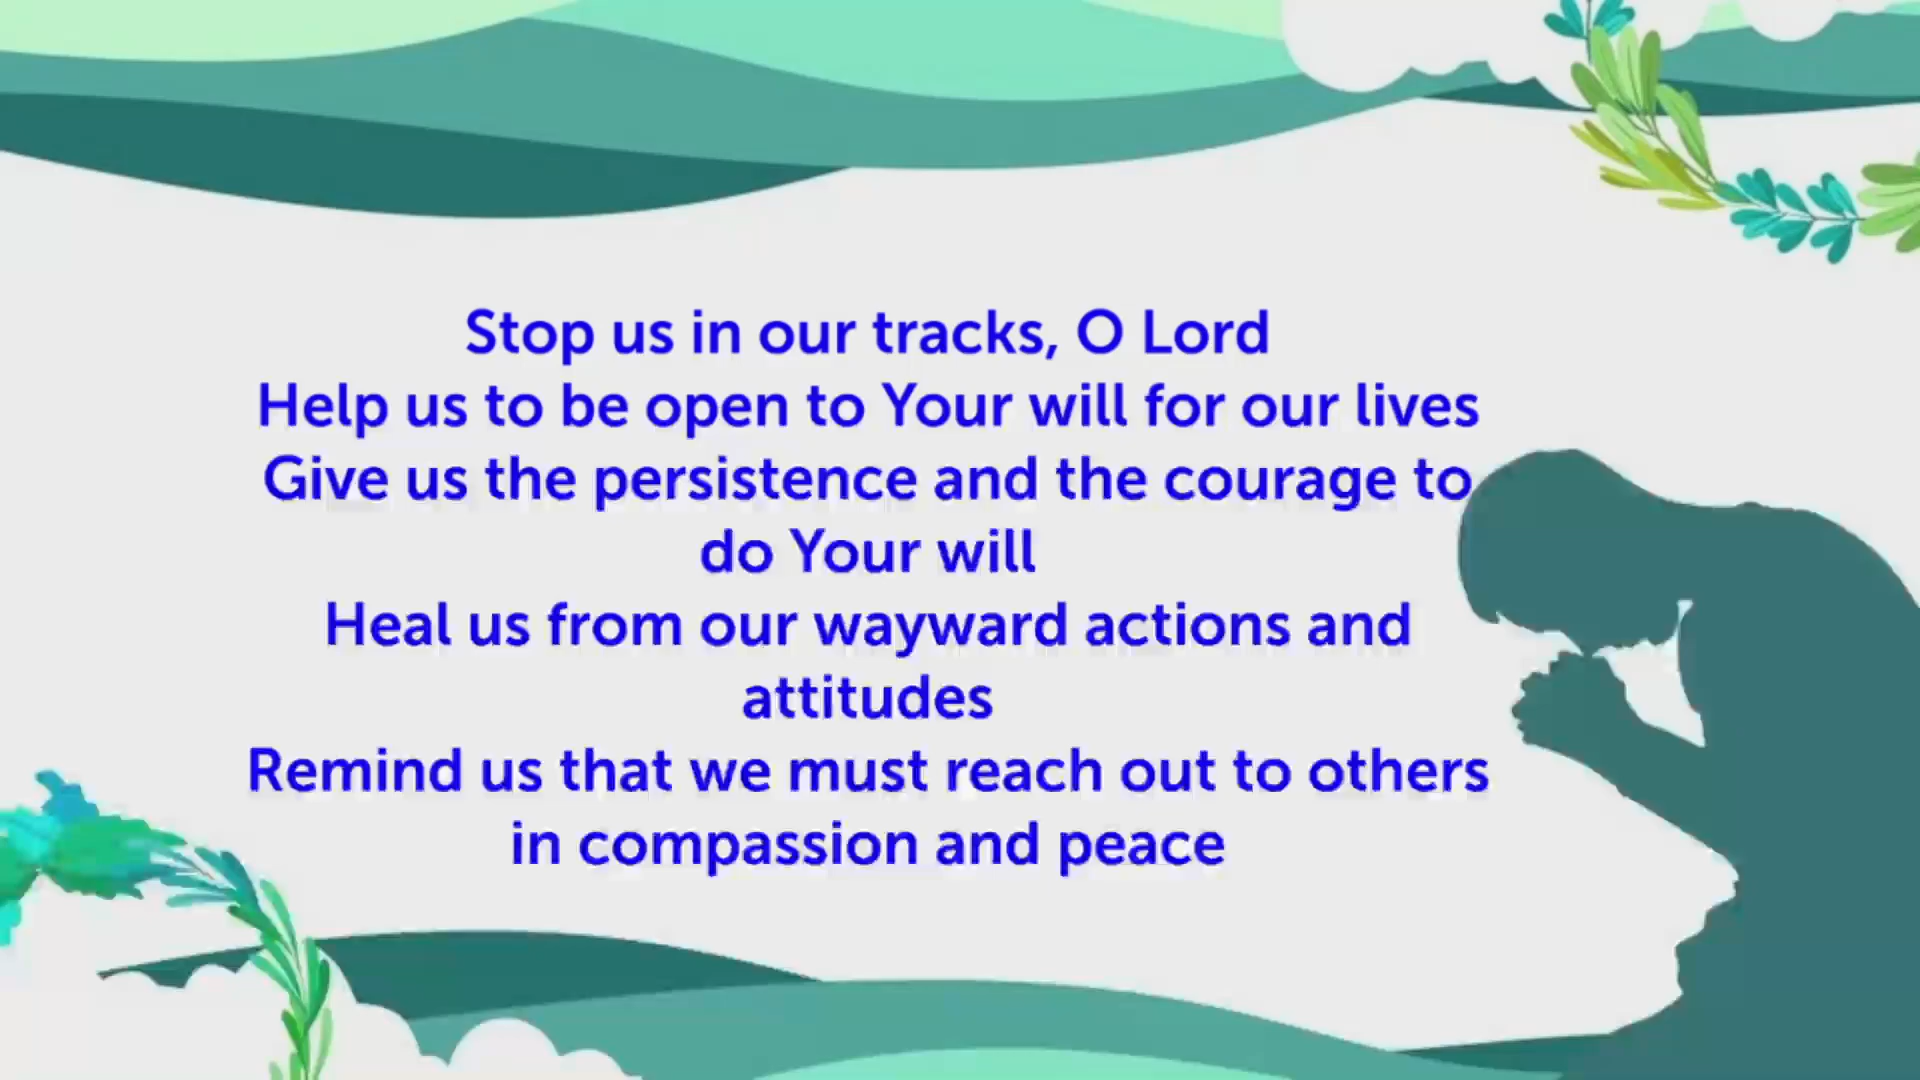 Stop us in our tracks, O Lord
Help us to be open to Your will for our lives
Give us the persistence and the courage to
do Your will
Heal us from our wayward actions and
attitudes
Remind us that we must reach out to others
in compassion and peace